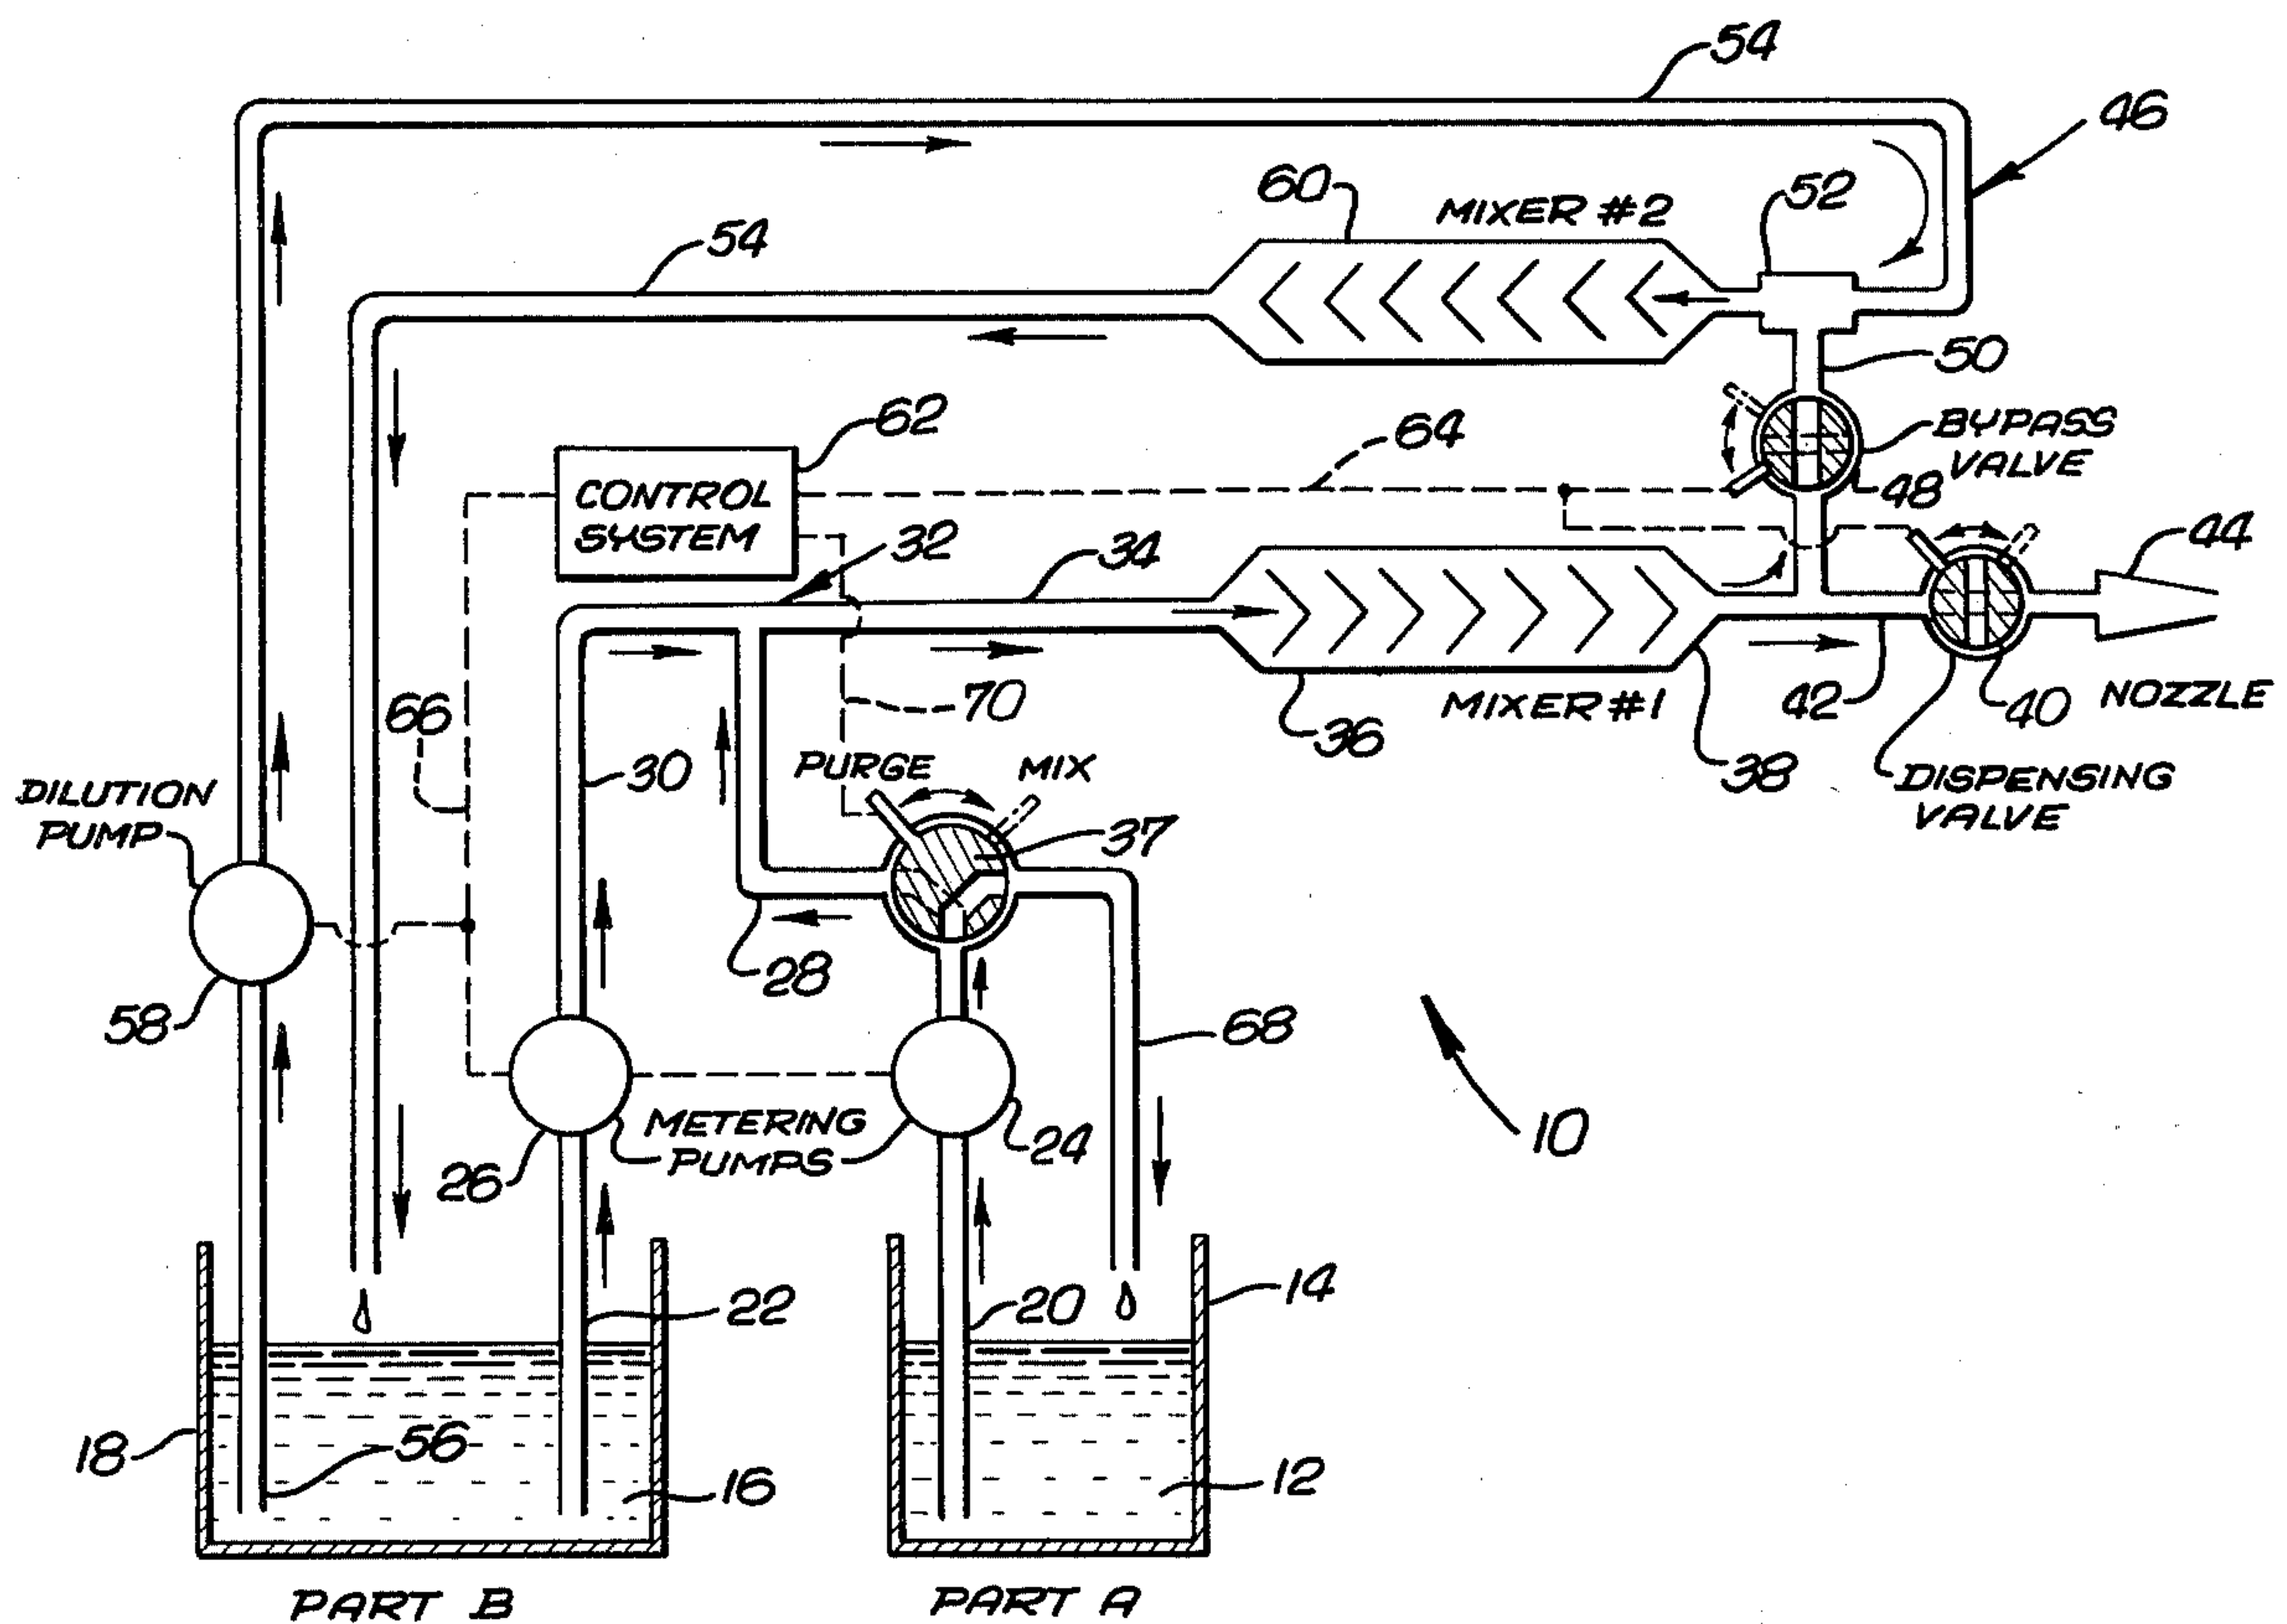 54
46
60
MIXER #2
52
54
50
62
64
BYPASS
VALVE
48
CONTROL
SYSTEM
32
34
44
66
70
36
MIXER #1
38
42
40
NOZZLE
DISPENSING
VALVE
30
PURGE
MIX
37
DILUTION
PUMP
28
58
68
METERING
PUMPS
26
24
10
22
20
14
18
56
16
12
PART B
PART A